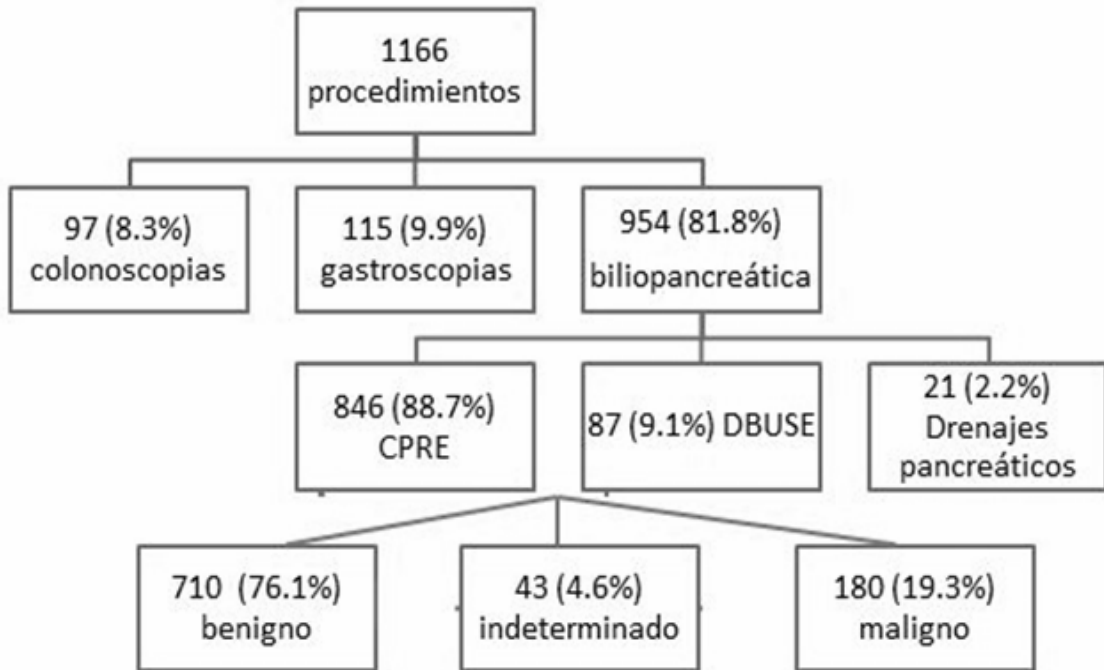 1166
procedimientos
97 (8.3%)
colonoscopias
115 (9.9%)
gastroscopias
954 (81.8%)
biliopancreática
846 (88.7%)
CPRE
87 (9.1%) DBUSE
21 (2.2%)
Drenajes
pancreáticos
710 (76.1%)
benigno
43 (4.6%)
indeterminado
180 (19.3%)
maligno